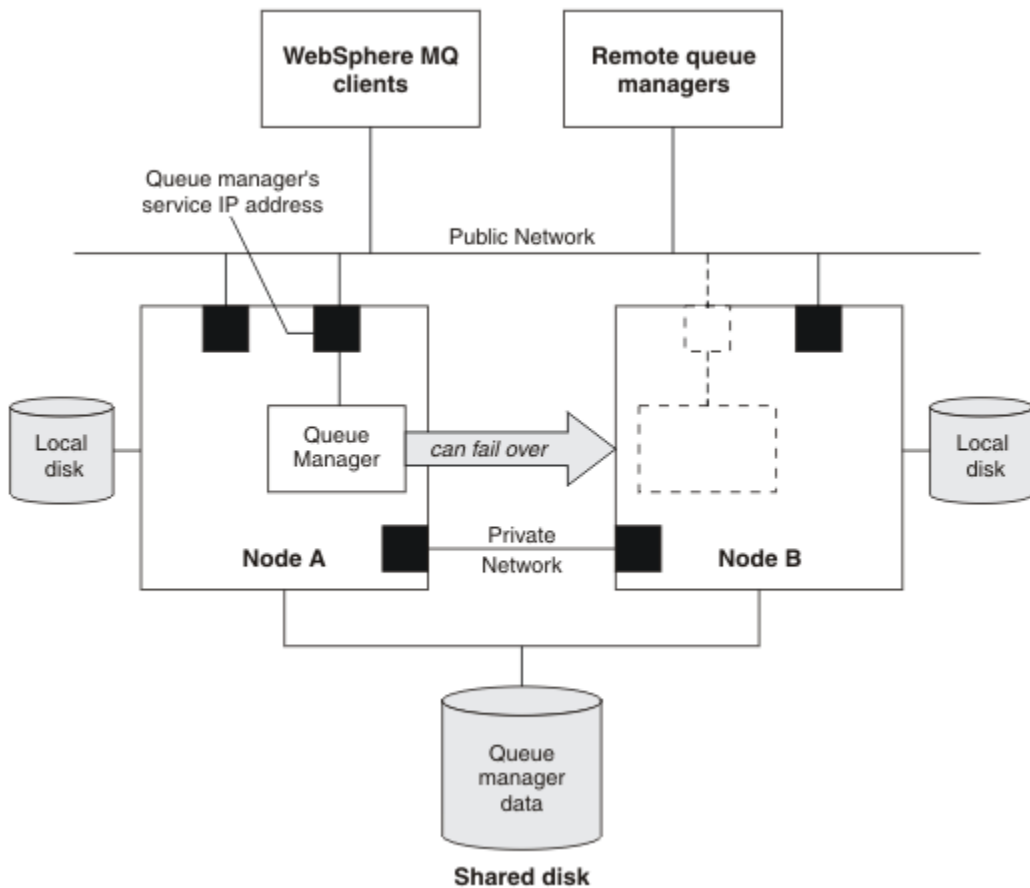 WebSphere MQ
clients
Remote queue
managers
Queue manager's
service IP address
Public Network
Local
disk
Queue
Manager
can fail over
Local
disk
Node A
Private
Network
Node B
Queue
manager
data
Shared disk